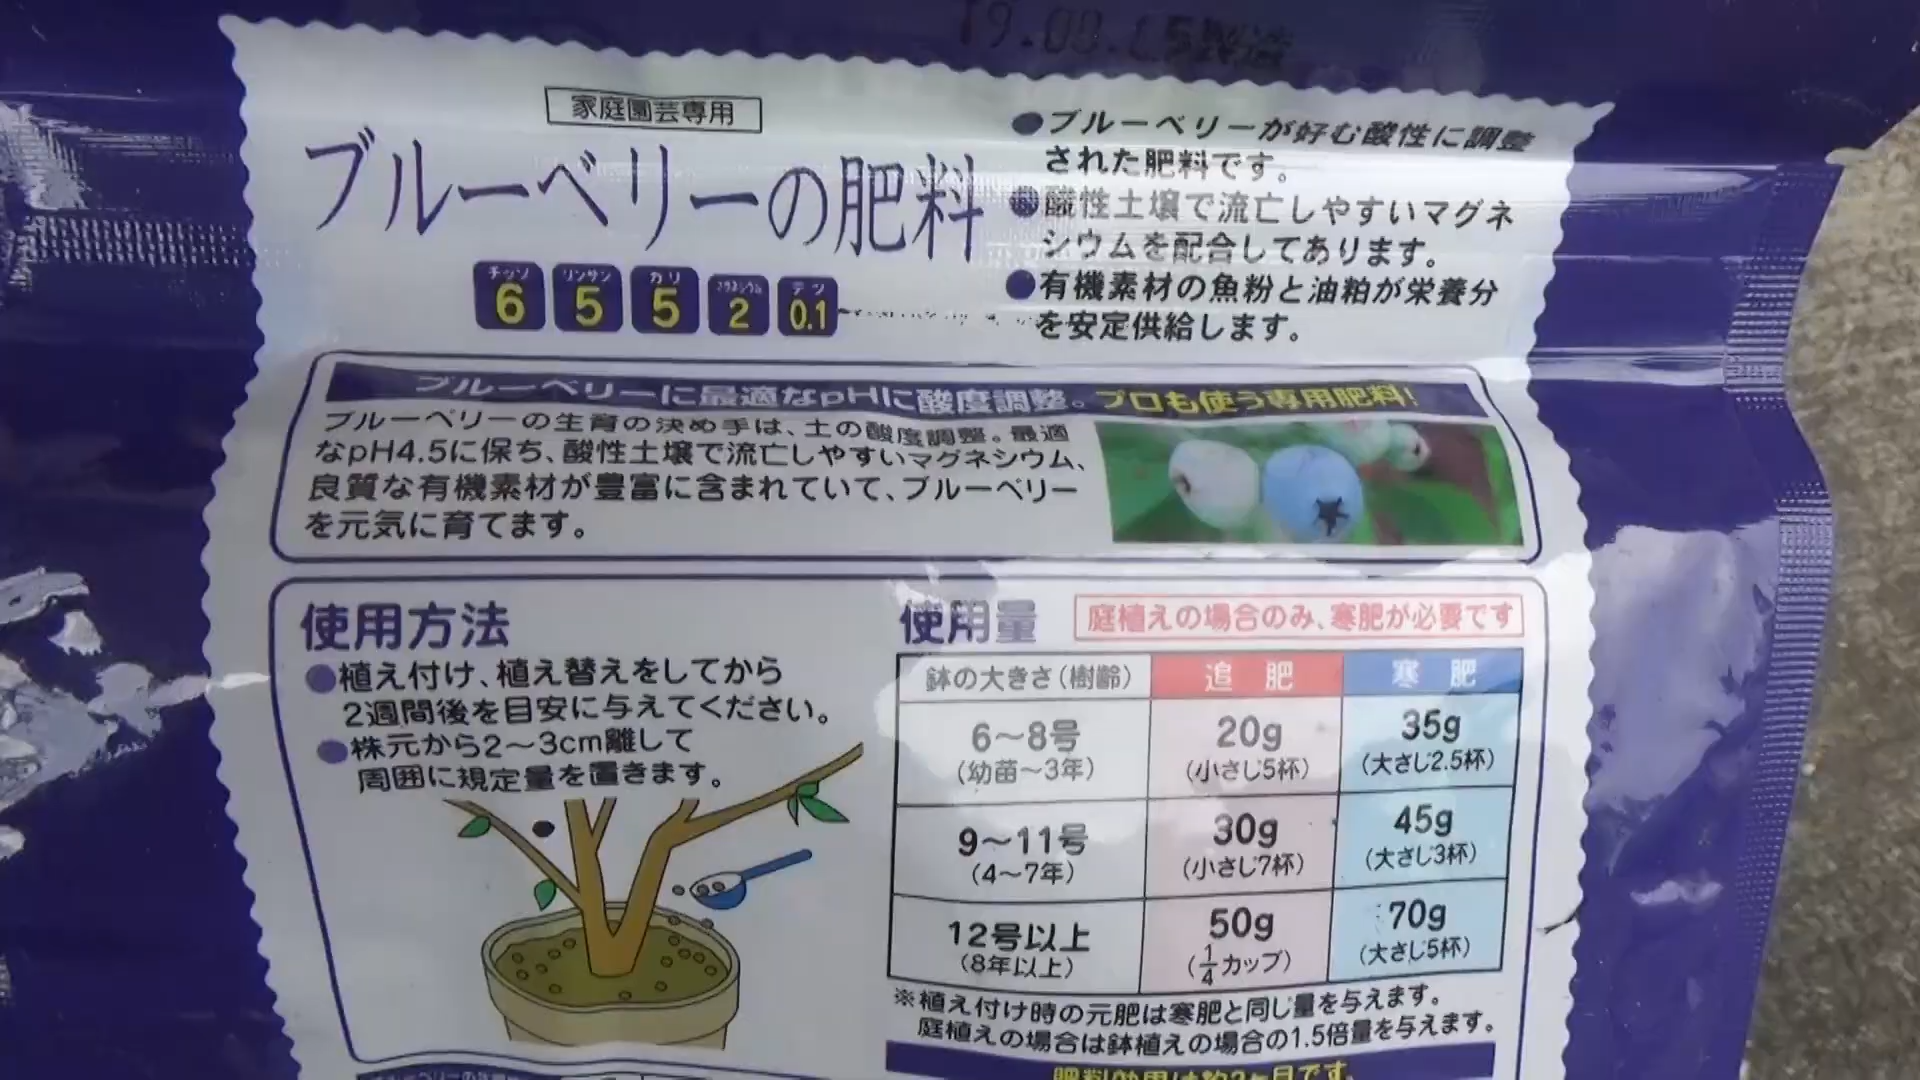 家庭園芸専用
ブルーベリーの肥料
チッソ リンサン カリ マグネシウム テツ
6 5 5 2 0.1
●ブルーベリーが好む酸性に調整
された肥料です。
●酸性土壌で流亡しやすいマグネ
シウムを配合してあります。
●有機素材の魚粉と油粕が栄養分
を安定供給します。
ブルーベリーに最適なpHに酸度調整。プロも使う専用肥料!
ブルーベリーの生育の決め手は、土の酸度調整。最適
なpH4.5に保ち、酸性土壌で流亡しやすいマグネシウム、
良質な有機素材が豊富に含まれていて、ブルーベリー
を元気に育てます。
使用方法
●植え付け、植え替えをしてから
2週間後を目安に与えてください。
●株元から2〜3cm離して
周囲に規定量を置きます。
使用量
庭植えの場合のみ、寒肥が必要です
鉢の大きさ(樹齢) 追肥 寒肥
6〜8号 20g 35g
(幼苗〜3年) (小さじ5杯) (大さじ2.5杯)
9〜11号 30g 45g
(4〜7年) (小さじ7杯) (大さじ3杯)
12号以上 50g 70g
(8年以上) (1/4カップ) (大さじ5杯)
※植え付け時の元肥は寒肥と同じ量を与えます。
庭植えの場合は鉢植えの場合の1.5倍量を与えます。